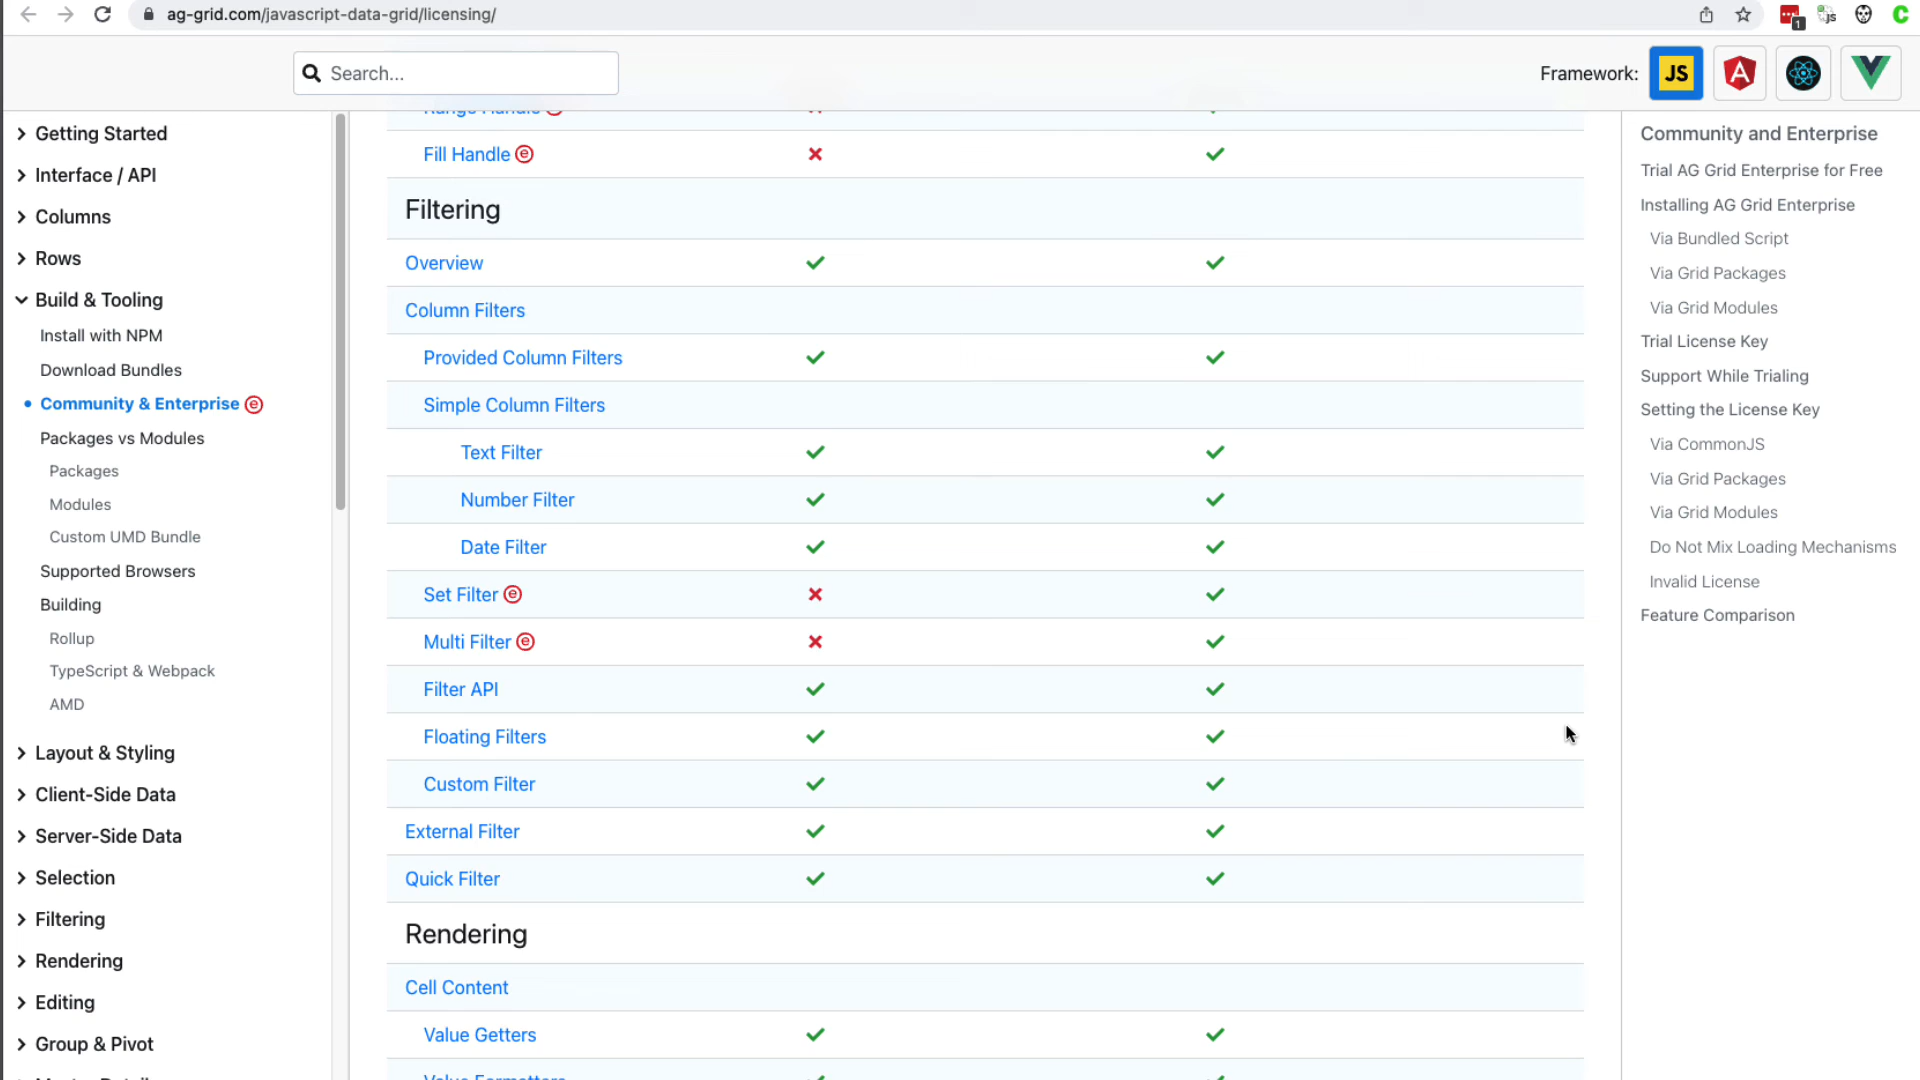 ag-grid.com/javascript-data-grid/licensing/
1
js
C
Search...
Framework:
JS
Getting Started
Interface / API
Columns
Rows
Build & Tooling
Install with NPM
Download Bundles
Community & Enterprise e
Packages vs Modules
Packages
Modules
Custom UMD Bundle
Supported Browsers
Building
Rollup
TypeScript & Webpack
AMD
Layout & Styling
Client-Side Data
Server-Side Data
Selection
Filtering
Rendering
Editing
Group & Pivot
Range Handle e
Fill Handle e
Filtering
Overview
Column Filters
Provided Column Filters
Simple Column Filters
Text Filter
Number Filter
Date Filter
Set Filter e
Multi Filter e
Filter API
Floating Filters
Custom Filter
External Filter
Quick Filter
Rendering
Cell Content
Value Getters
Value Formatters
Community and Enterprise
Trial AG Grid Enterprise for Free
Installing AG Grid Enterprise
Via Bundled Script
Via Grid Packages
Via Grid Modules
Trial License Key
Support While Trialing
Setting the License Key
Via CommonJS
Via Grid Packages
Via Grid Modules
Do Not Mix Loading Mechanisms
Invalid License
Feature Comparison